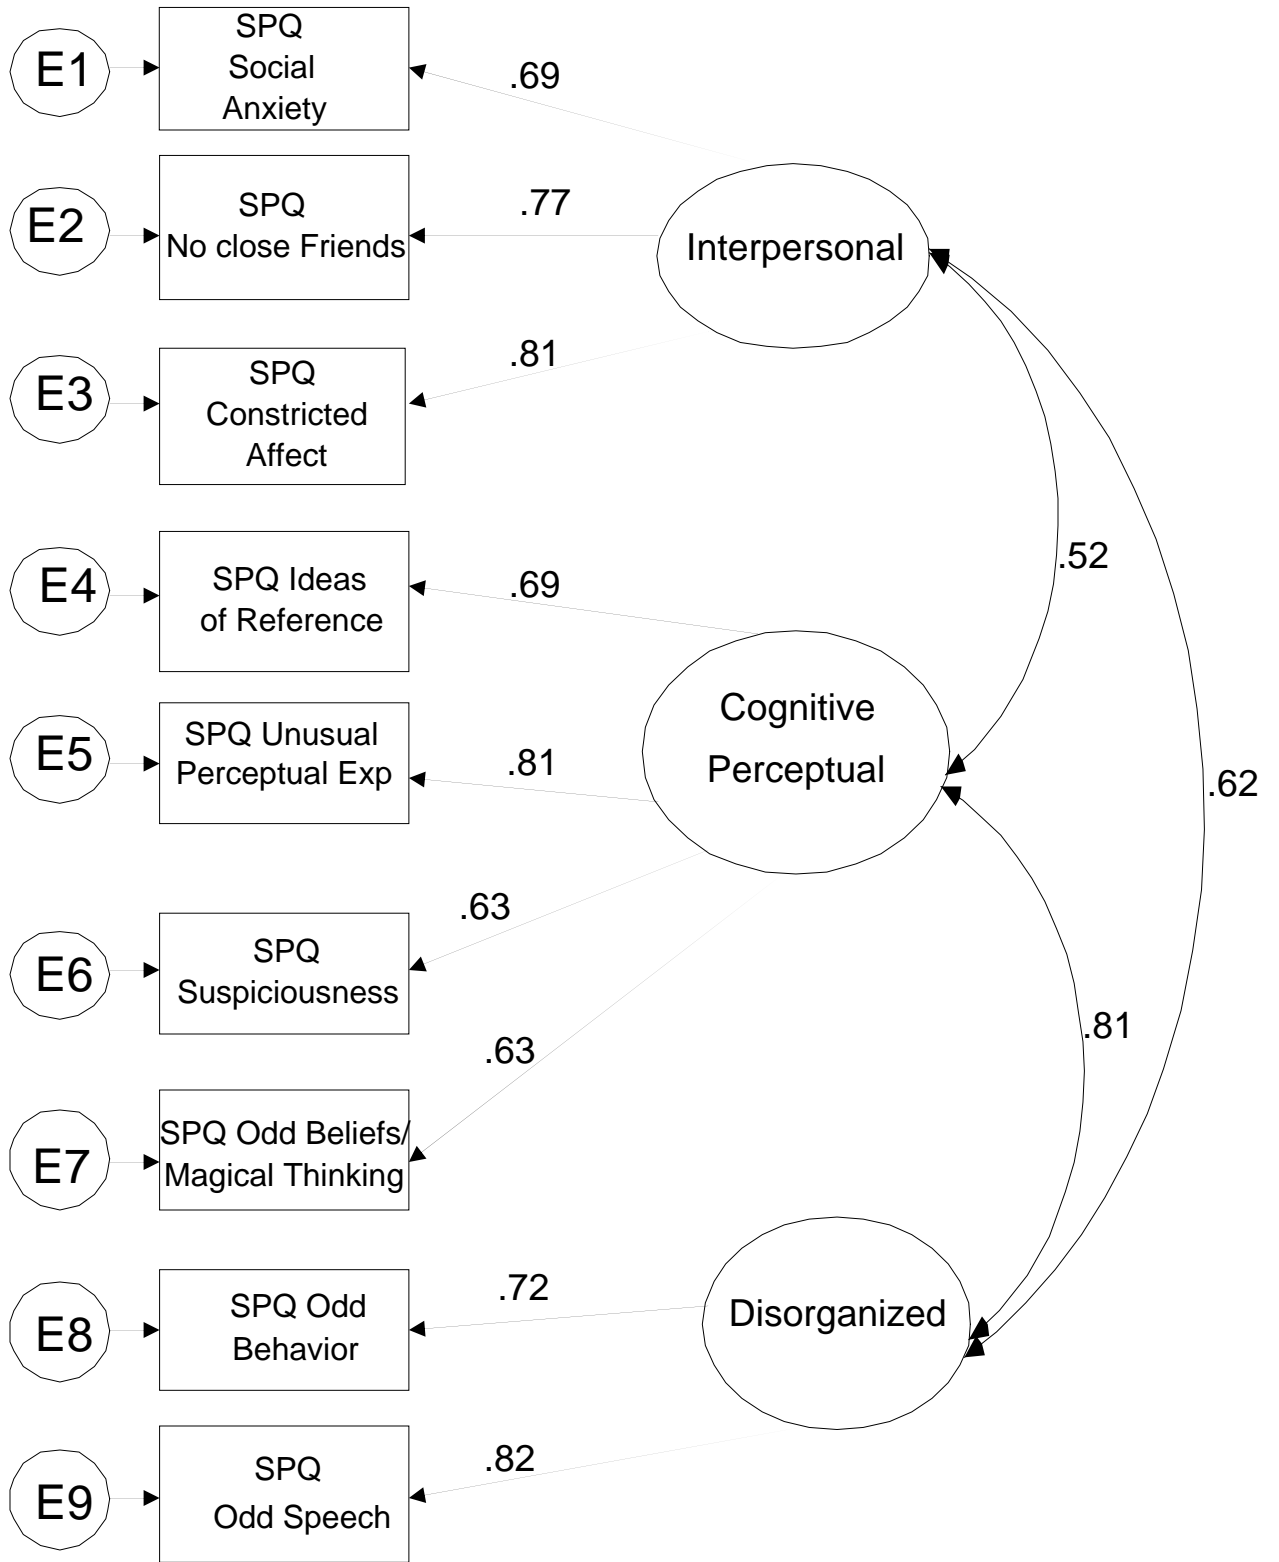 E1
SPQ
Social
Anxiety
.69
E2
SPQ
No close Friends
.77
Interpersonal
E3
SPQ
Constricted
Affect
.81
E4
SPQ Ideas
of Reference
.69
.52
E5
SPQ Unusual
Perceptual Exp
.81
Cognitive
Perceptual
.62
E6
SPQ
Suspiciousness
.63
.63
.81
E7
SPQ Odd Beliefs/
Magical Thinking
E8
SPQ Odd
Behavior
.72
Disorganized
E9
SPQ
Odd Speech
.82